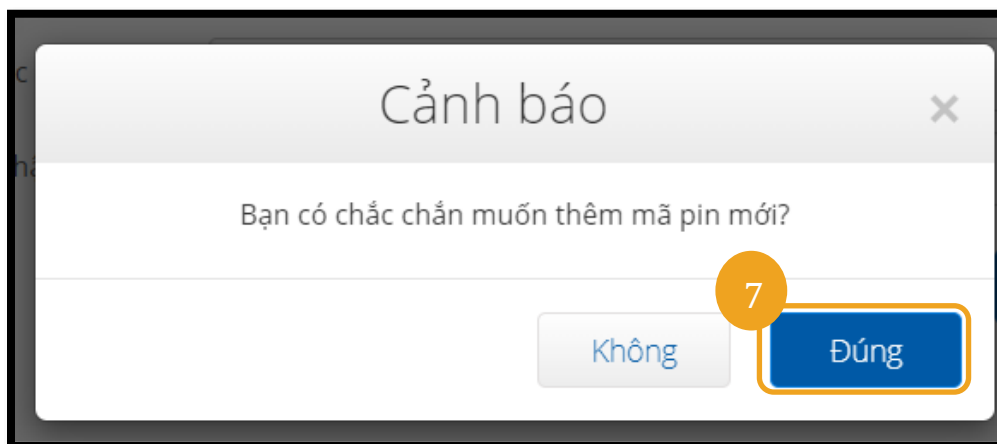 Cảnh báo
Bạn có chắc chắn muốn thêm mã pin mới?
7
Không
Đúng